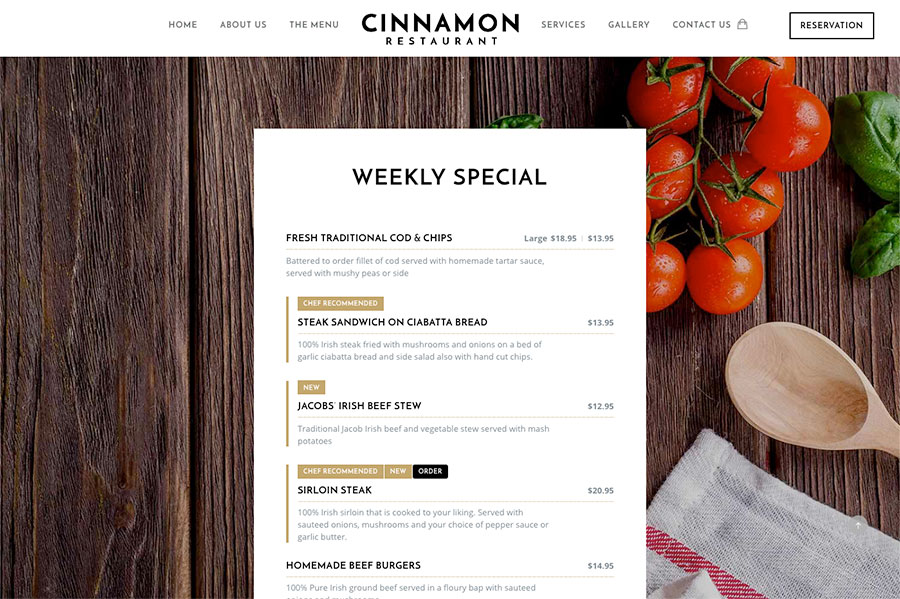 HOME ABOUT US THE MENU CINNAMON SERVICES GALLERY CONTACT US RESERVATION
RESTAURANT
WEEKLY SPECIAL
FRESH TRADITIONAL COD & CHIPS Large $18.95 | $13.95
Battered to order fillet of cod served with homemade tartar sauce,
served with mushy peas or side
CHEF RECOMMENDED
STEAK SANDWICH ON CIABATTA BREAD $13.95
100% Irish steak fried with mushrooms and onions on a bed of
garlic ciabatta bread and side salad also with hand cut chips.
NEW
JACOBS' IRISH BEEF STEW $12.95
Traditional Jacob Irish beef and vegetable stew served with mash
potatoes
CHEF RECOMMENDED NEW ORDER
SIRLOIN STEAK $20.95
100% Irish sirloin that is cooked to your liking. Served with
sauteed onions, mushrooms and your choice of pepper sauce or
garlic butter.
HOMEMADE BEEF BURGERS $14.95
100% Pure Irish ground beef served in a floury bap with sauteed